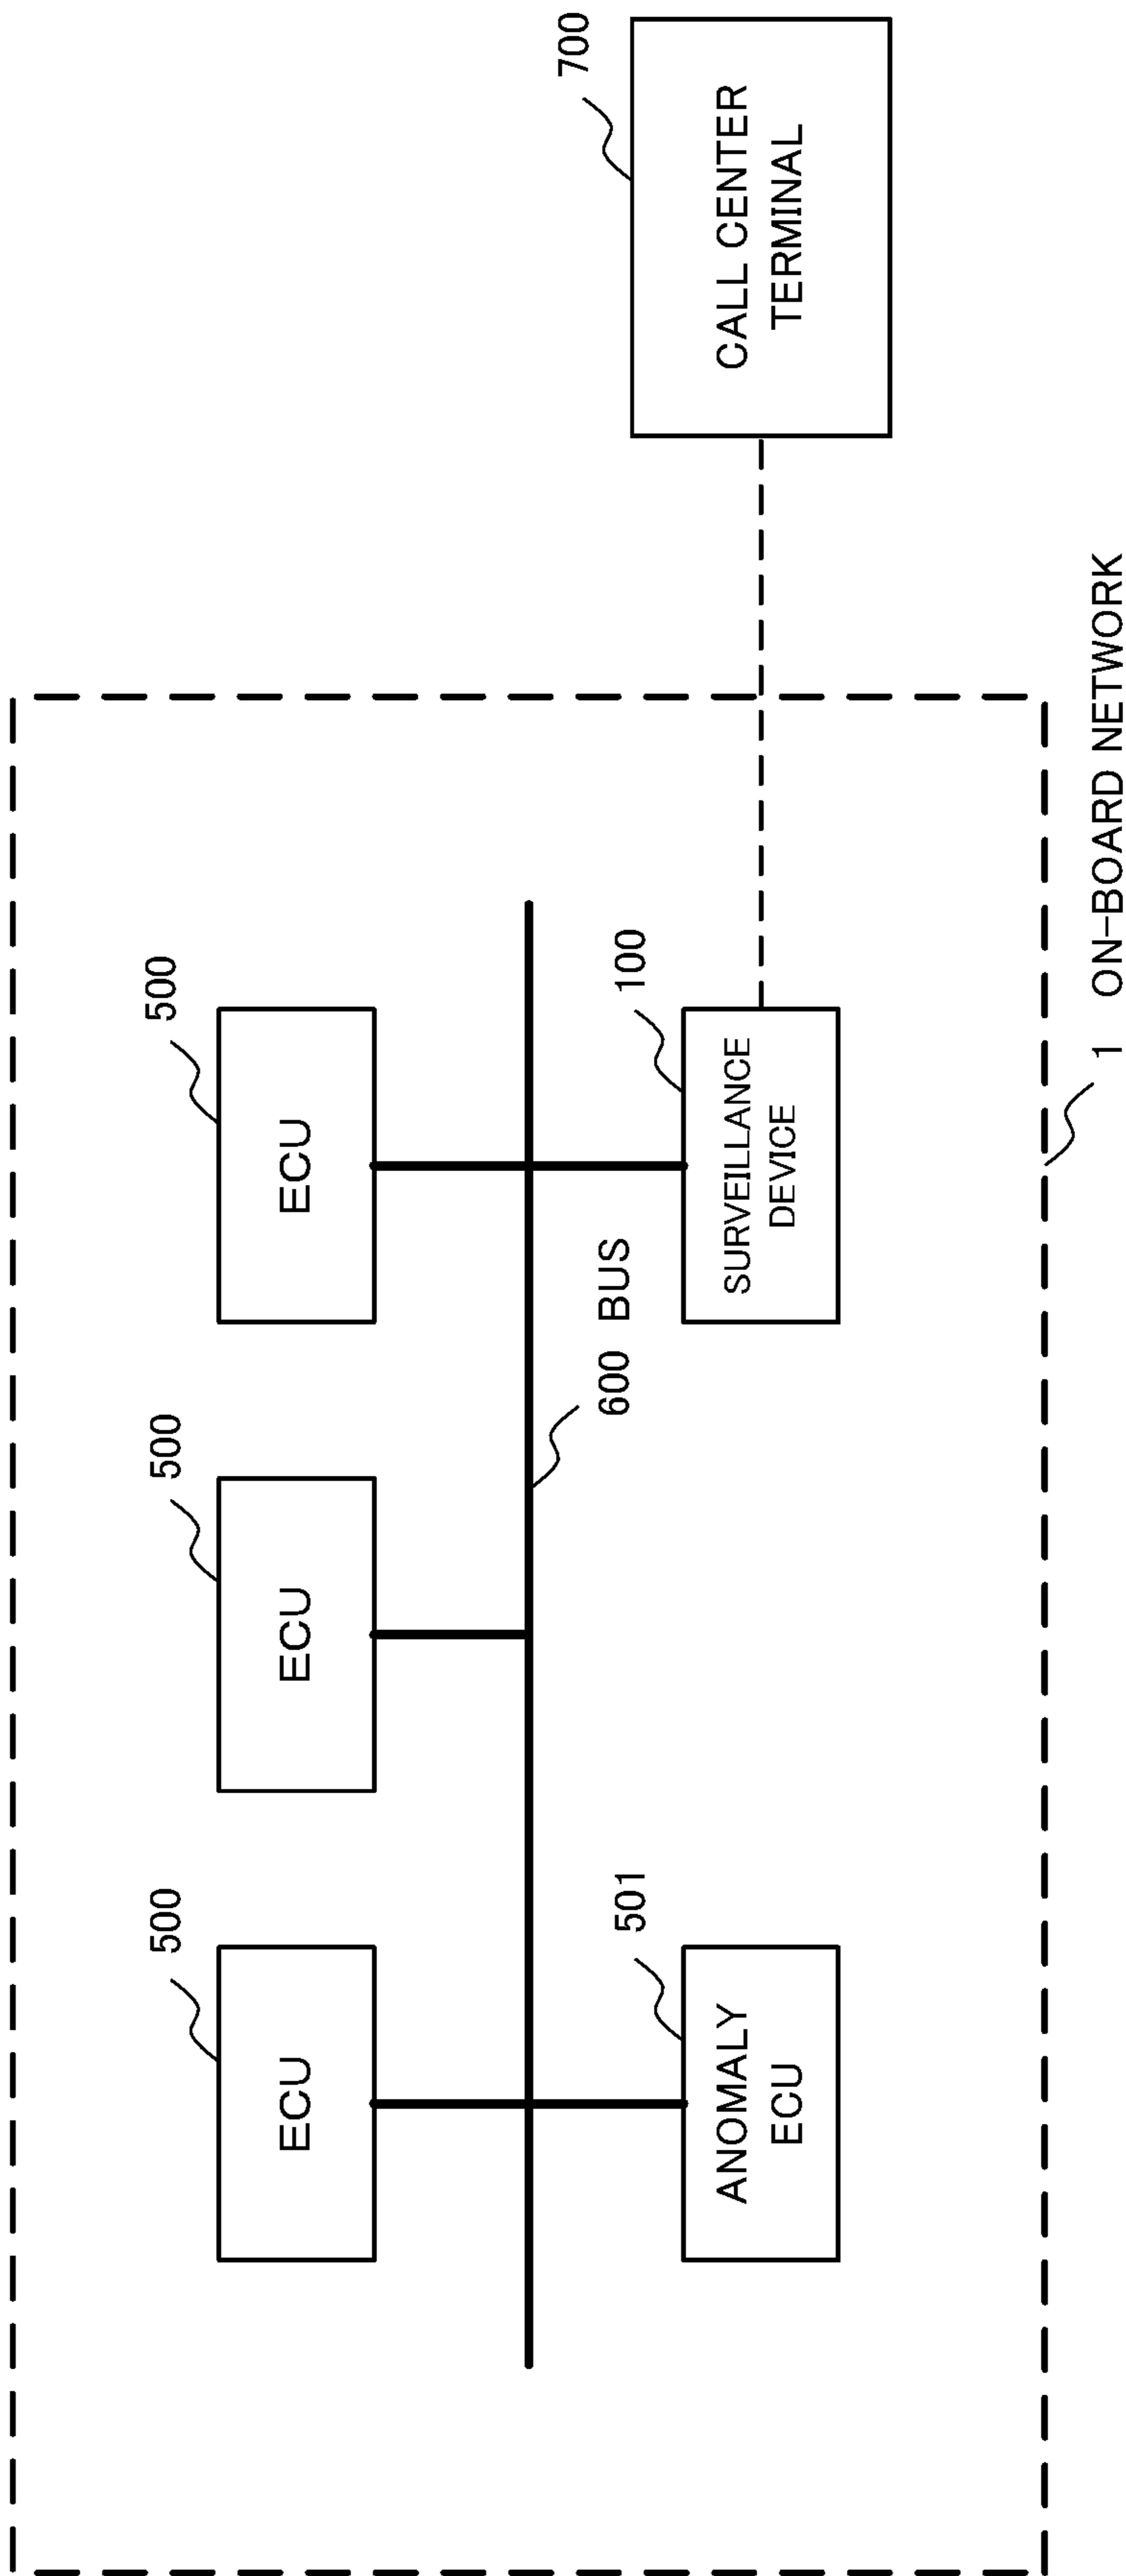 500
ECU
500
ECU
500
ECU
600 BUS
501
ANOMALY
ECU
100
SURVEILLANCE
DEVICE
700
CALL CENTER
TERMINAL
1 ON-BOARD NETWORK